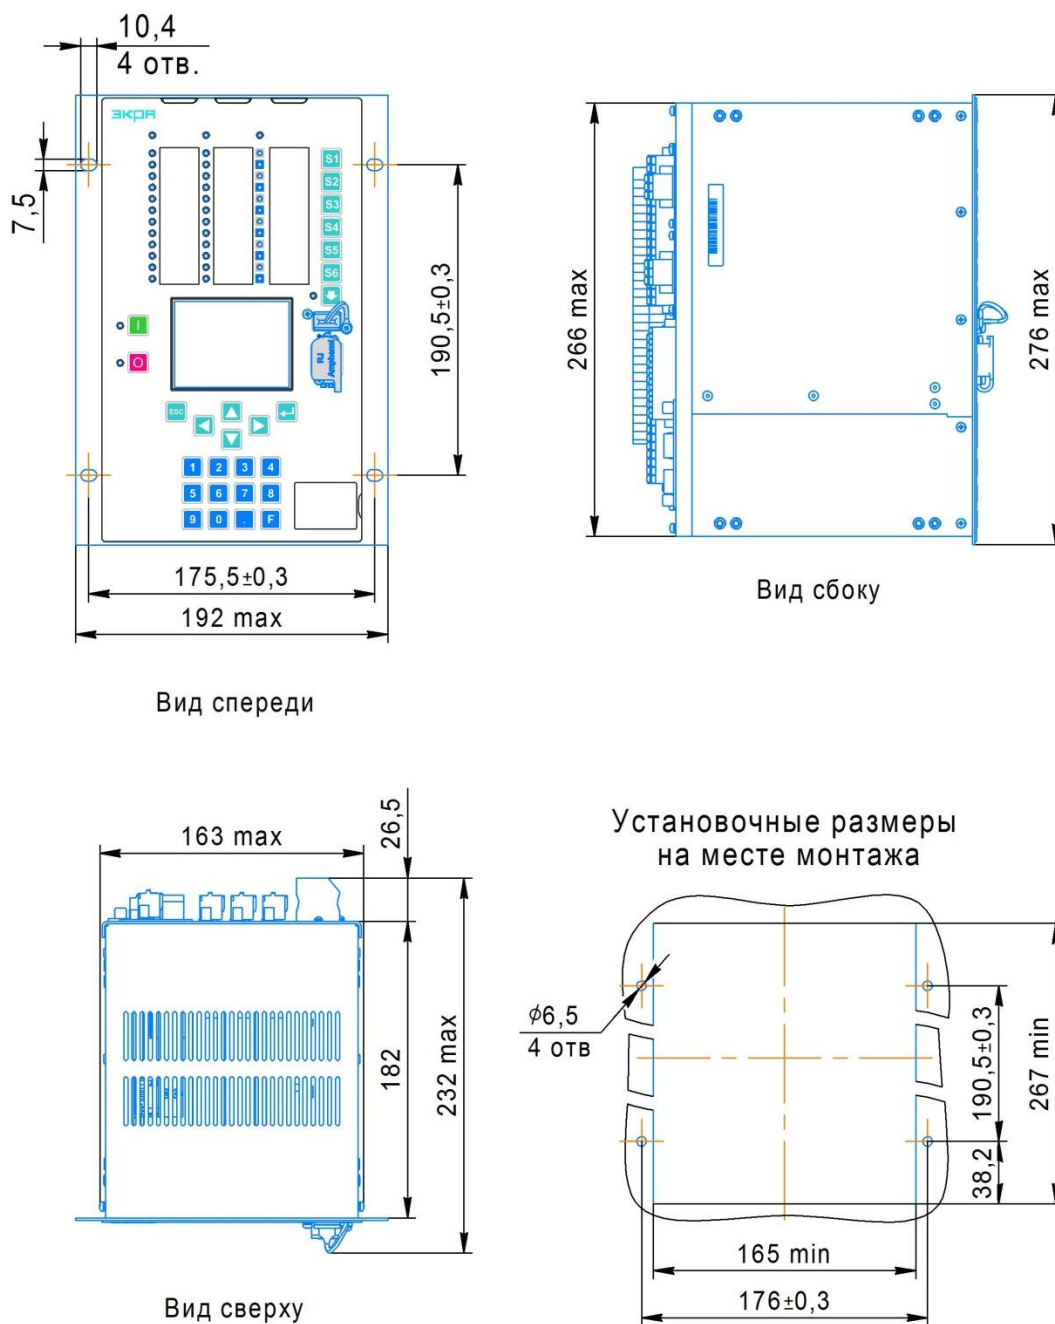 10,4
4 отв.
7,5
ЭКРА
S1
S2
S3
S4
S5
S6
RJ
Amphenol
ESC
1 2 3 4
5 6 7 8
9 0 . F
190,5±0,3
175,5±0,3
192 max
Вид спереди
266 max
276 max
Вид сбоку
163 max
26,5
182
232 max
Вид сверху
Установочные размеры
на месте монтажа
ϕ6,5
4 отв
190,5±0,3
267 min
38,2
165 min
176±0,3